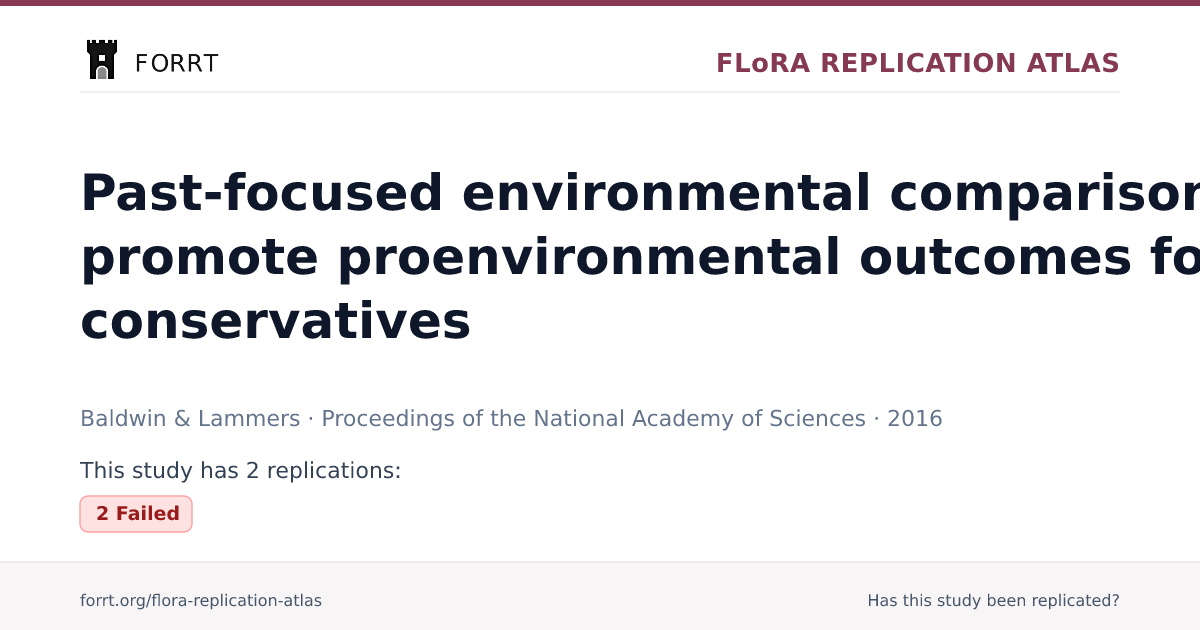 FORRT
FLoRA REPLICATION ATLAS
Past-focused environmental comparison
promote proenvironmental outcomes fo
conservatives
Baldwin & Lammers · Proceedings of the National Academy of Sciences · 2016
This study has 2 replications:
2 Failed
forrt.org/flora-replication-atlas
Has this study been replicated?